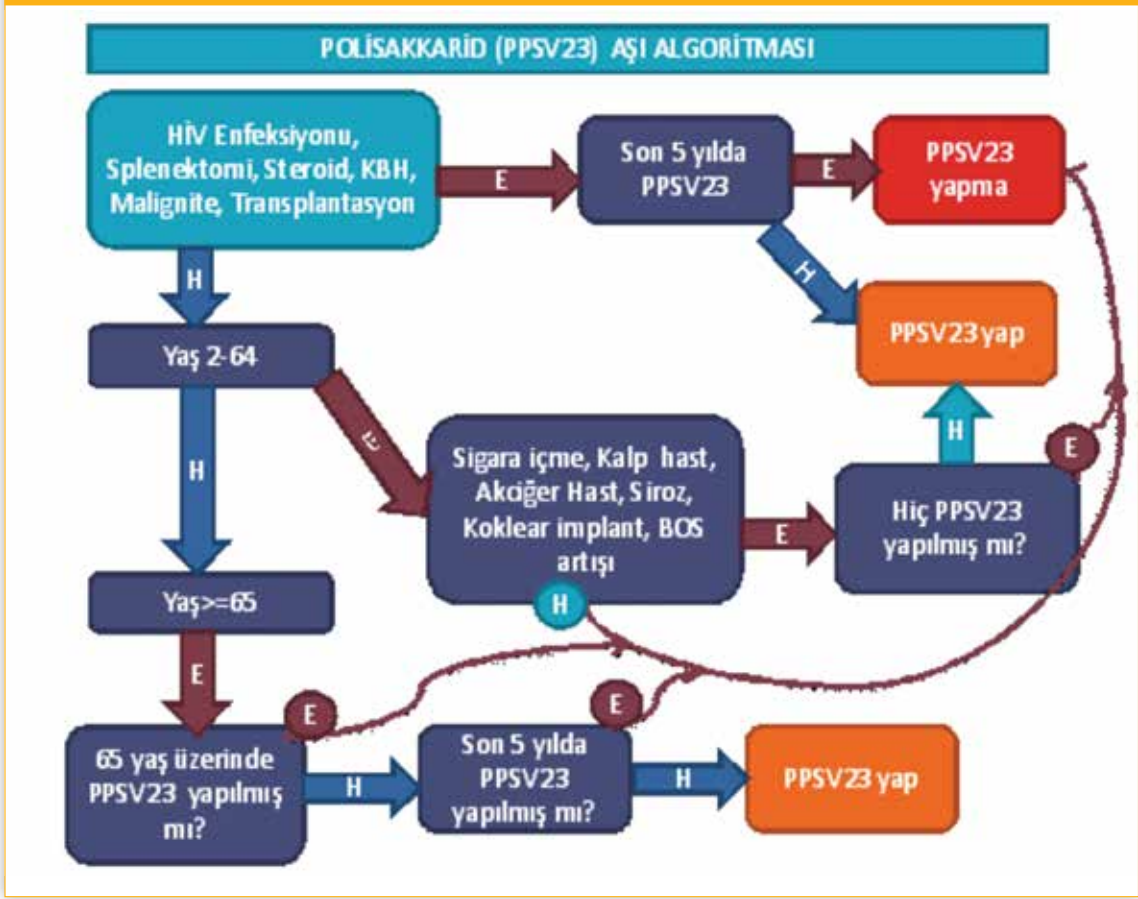 POLİSAKKARİD (PPSV23) AŞI ALGORİTMASI
HİV Enfeksiyonu,
Splenektomi, Steroid, KBH,
Malignite, Transplantasyon
E
Son 5 yılda
PPSV23
E
PPSV23
yapma
H
H
PPSV23 yap
Yaş 2-64
E
H
Sigara içme, Kalp hast,
Akciğer Hast, Siroz,
Koklear implant, BOS
artışı
E
H
E
Hiç PPSV23
yapılmış mı?
H
Yaş>=65
E
E
65 yaş üzerinde
PPSV23 yapılmış
mı?
H
E
Son 5 yılda
PPSV23
yapılmış mı?
H
PPSV23 yap